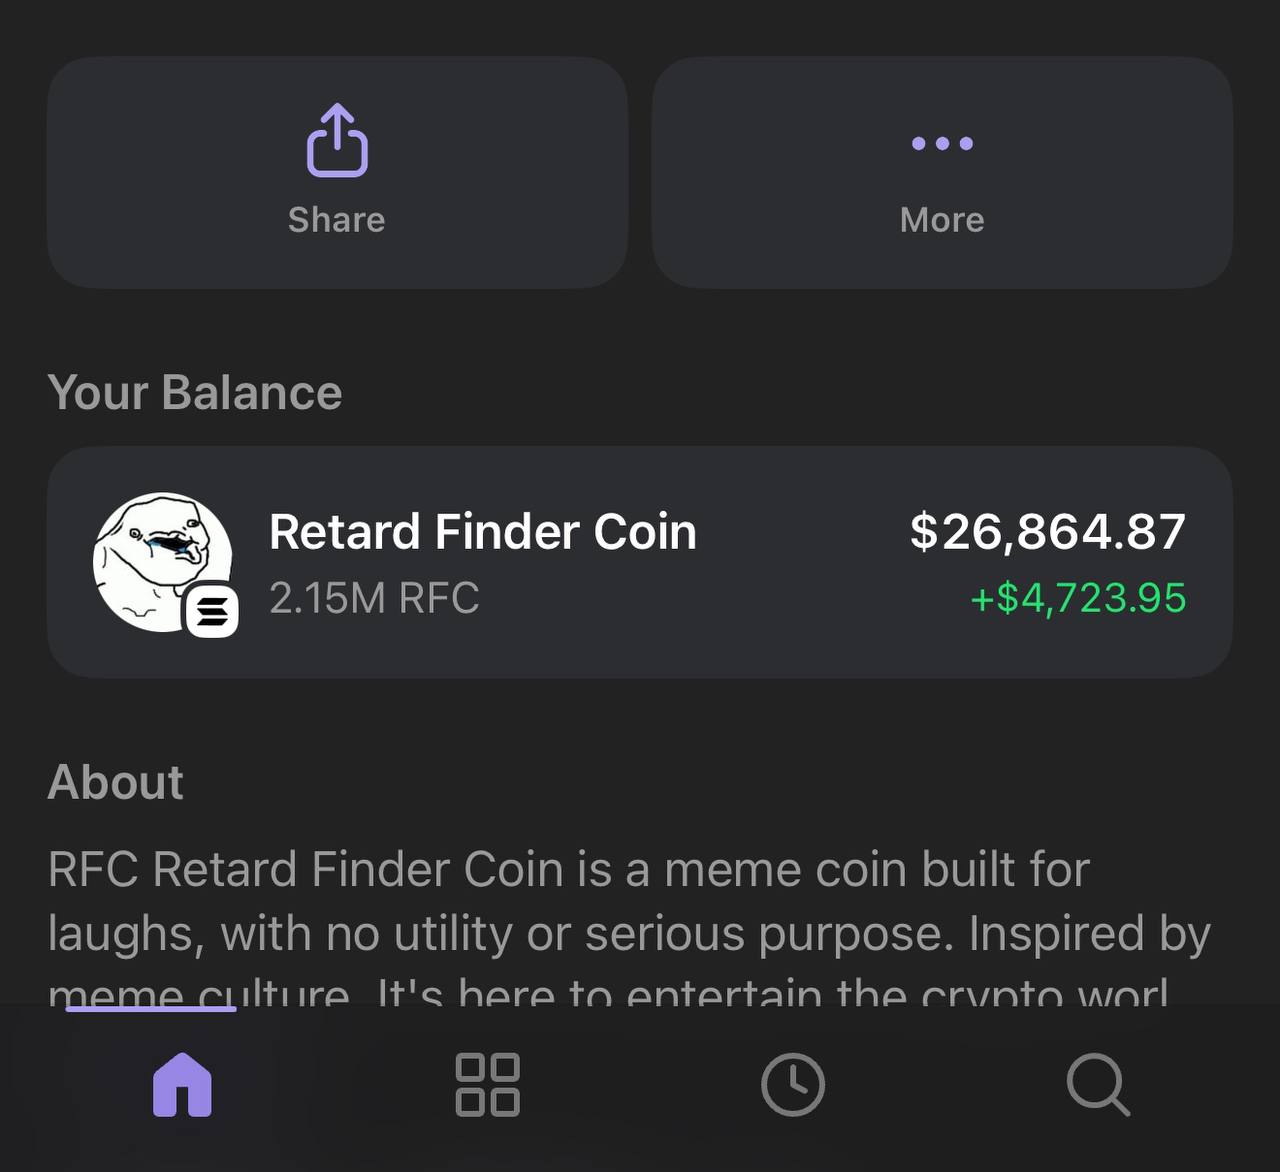 Share
More
Your Balance
Retard Finder Coin
$26,864.87
2.15M RFC
+$4,723.95
About
RFC Retard Finder Coin is a meme coin built for
laughs, with no utility or serious purpose. Inspired by
meme culture. It's here to entertain the crypto worl